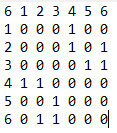 6 1 2 3 4 5 6
1 0 0 0 1 0 0
2 0 0 0 1 0 1
3 0 0 0 0 1 1
4 1 1 0 0 0 0
5 0 0 1 0 0 0
6 0 1 1 0 0 0